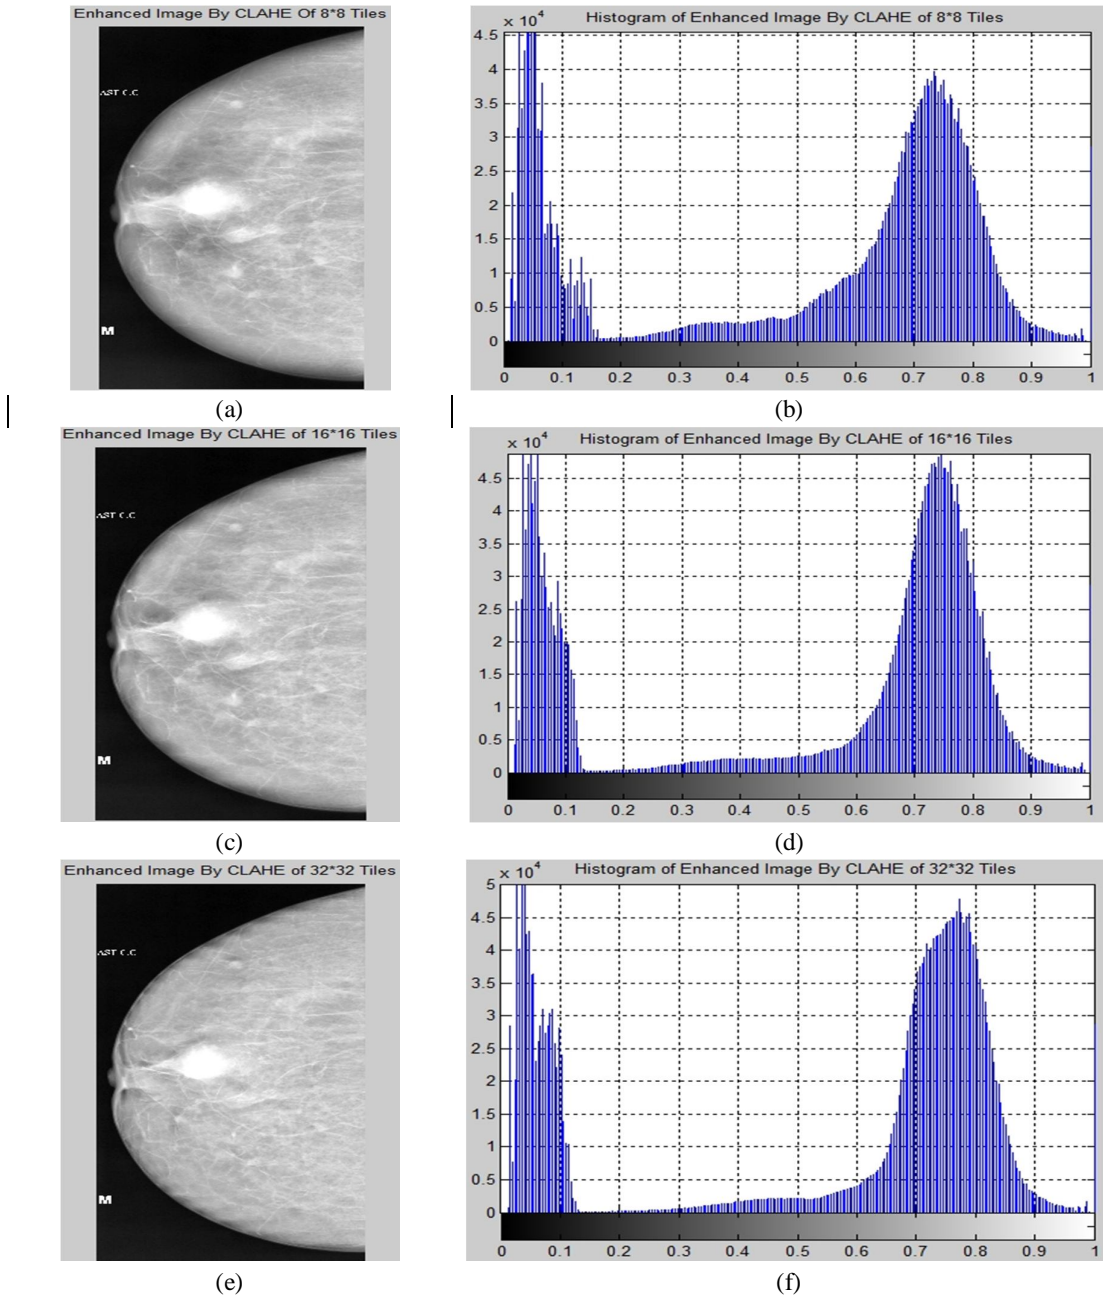 Enhanced Image By CLAHE Of 8*8 Tiles
AST C.C
M
(a)
Histogram of Enhanced Image By CLAHE of 8*8 Tiles
× 10⁴
4.5
4
3.5
3
2.5
2
1.5
1
0.5
0
0 0.1 0.2 0.3 0.4 0.5 0.6 0.7 0.8 0.9 1
(b)
Enhanced Image By CLAHE of 16*16 Tiles
AST C.C
M
(c)
Histogram of Enhanced Image By CLAHE of 16*16 Tiles
× 10⁴
4.5
4
3.5
3
2.5
2
1.5
1
0.5
0
0 0.1 0.2 0.3 0.4 0.5 0.6 0.7 0.8 0.9 1
(d)
Enhanced Image By CLAHE of 32*32 Tiles
AST C.C
M
(e)
Histogram of Enhanced Image By CLAHE of 32*32 Tiles
× 10⁴
5
4.5
4
3.5
3
2.5
2
1.5
1
0.5
0
0 0.1 0.2 0.3 0.4 0.5 0.6 0.7 0.8 0.9 1
(f)